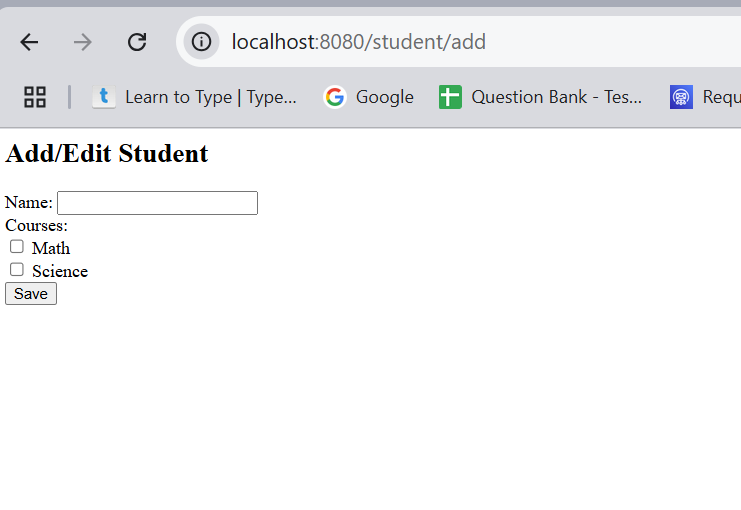 localhost:8080/student/add
t Learn to Type | Type... Google Question Bank - Tes... Requ
Add/Edit Student
Name:
Courses:
Math
Science
Save